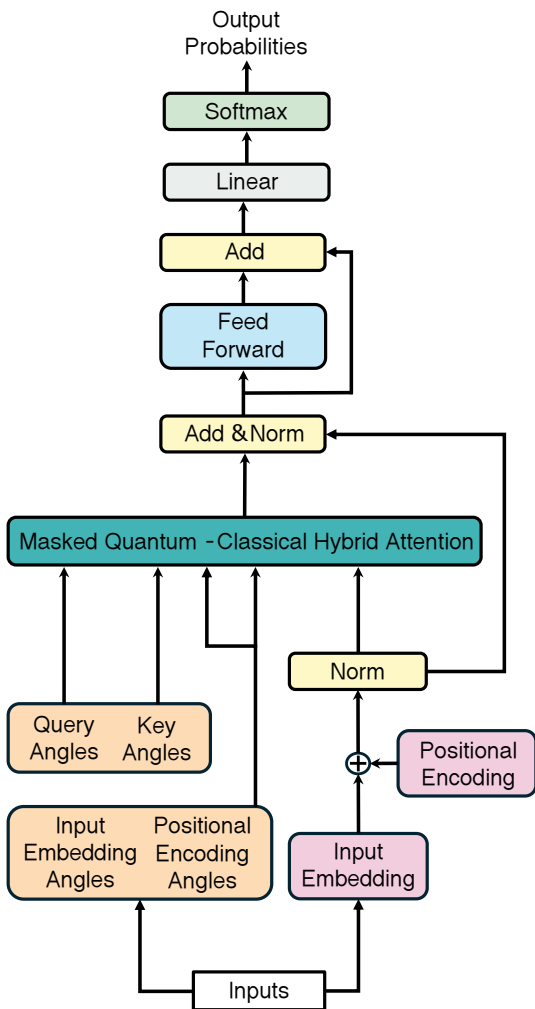 Output
Probabilities
Softmax
Linear
Add
Feed
Forward
Add & Norm
Masked Quantum - Classical Hybrid Attention
Norm
Query
Angles
Key
Angles
Positional
Encoding
Input
Embedding
Angles
Positional
Encoding
Angles
Input
Embedding
Inputs